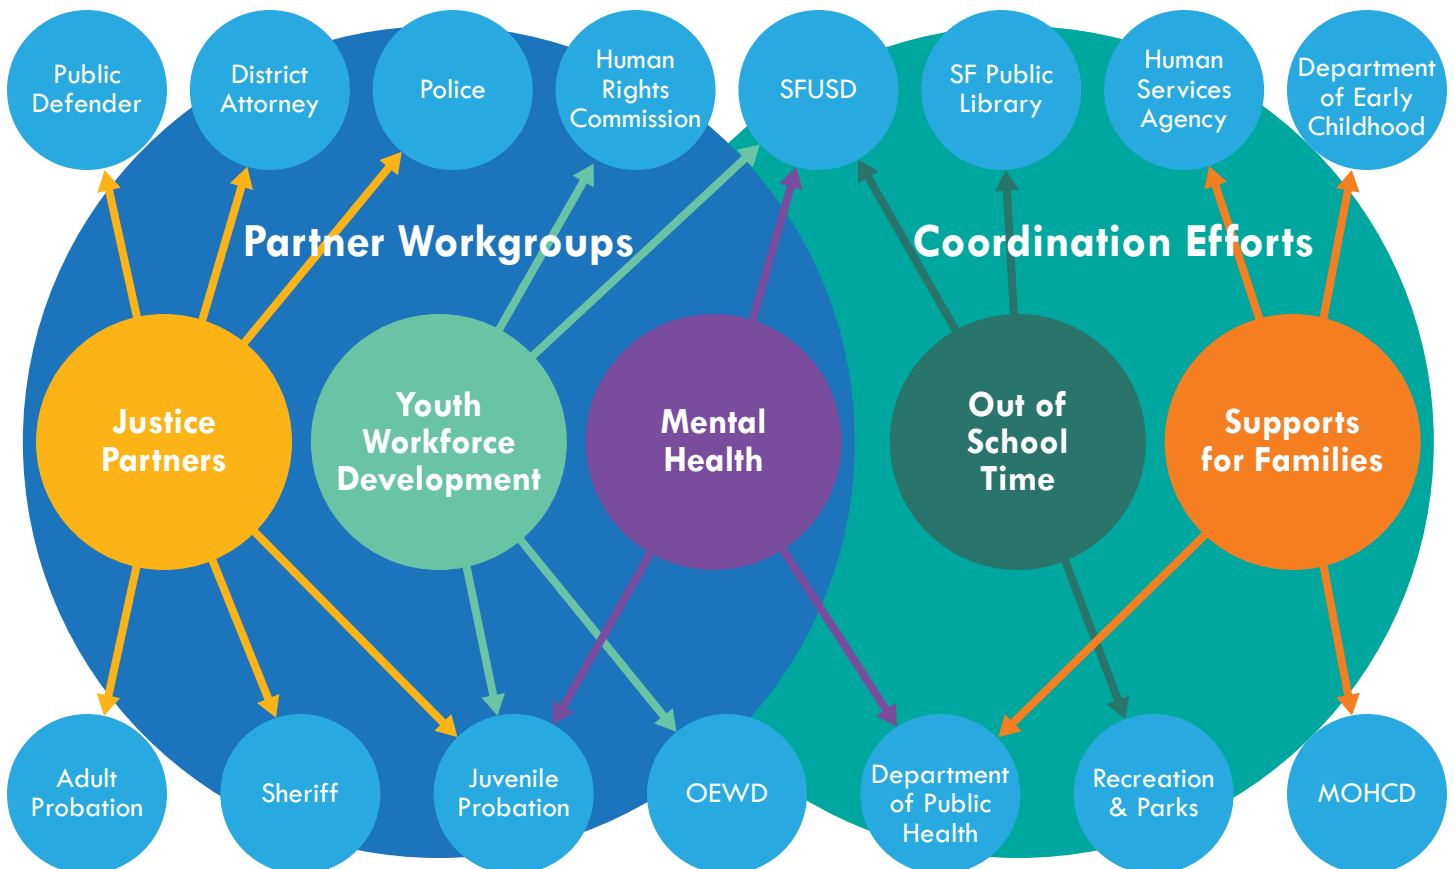 Public
Defender
District
Attorney
Police
Human
Rights
Commission
SFUSD
SF Public
Library
Human
Services
Agency
Department
of Early
Childhood
Partner Workgroups
Coordination Efforts
Justice
Partners
Youth
Workforce
Development
Mental
Health
Out of
School
Time
Supports
for Families
Adult
Probation
Sheriff
Juvenile
Probation
OEWD
Department
of Public
Health
Recreation
& Parks
MOHCD